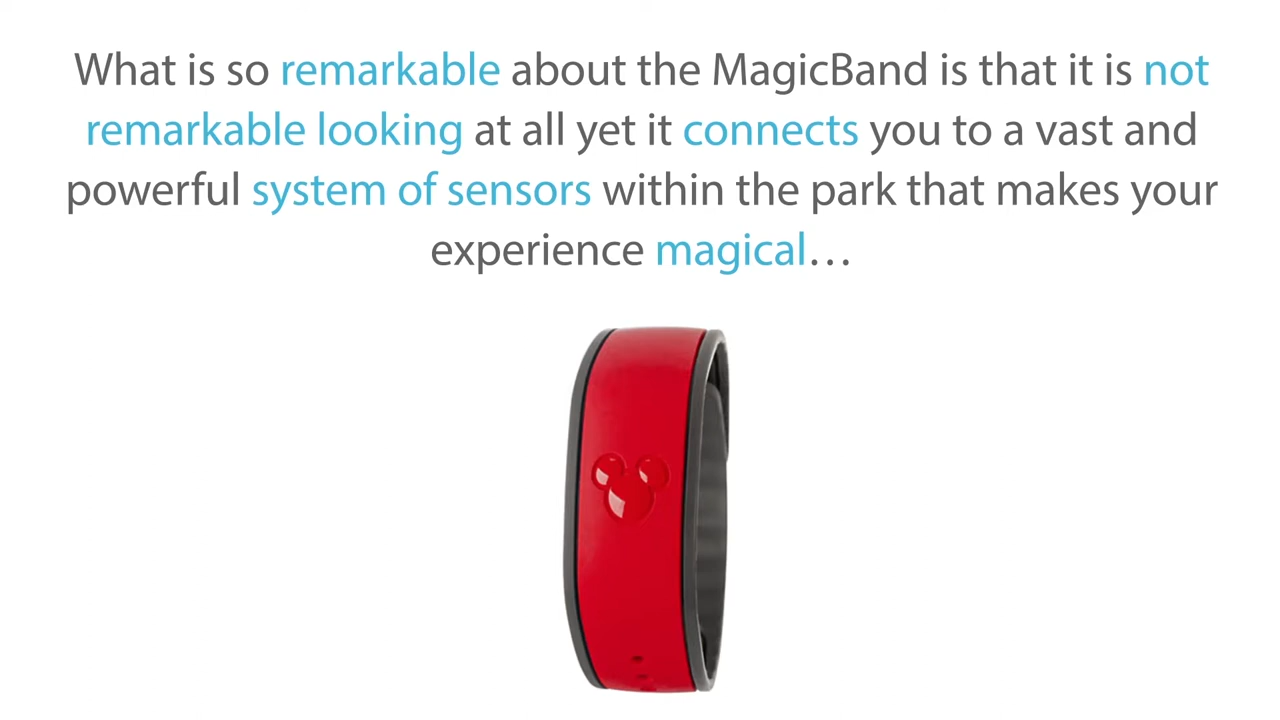 What is so remarkable about the MagicBand is that it is not
remarkable looking at all yet it connects you to a vast and
powerful system of sensors within the park that makes your
experience magical…